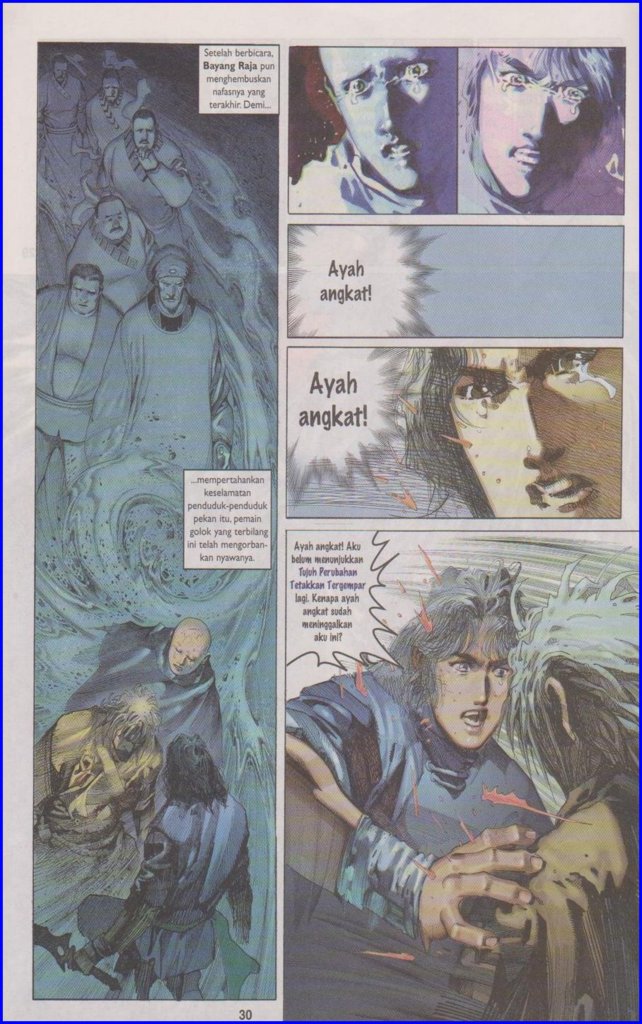 Setelah berbicara,
Bayang Raja pun
menghembuskan
nafasnya yang
terakhir. Demi...
...mempertahankan
keselamatan
penduduk-penduduk
pekan itu, pemain
golok yang terbilang
ini telah mengorban-
kan nyawanya.
Ayah
angkat!
Ayah
angkat!
Ayah angkat! Aku
belum menunjukkan
Tujuh Perubahan
Tetakkan Tergempar
lagi. Kenapa ayah
angkat sudah
meninggalkan
aku ini?
30